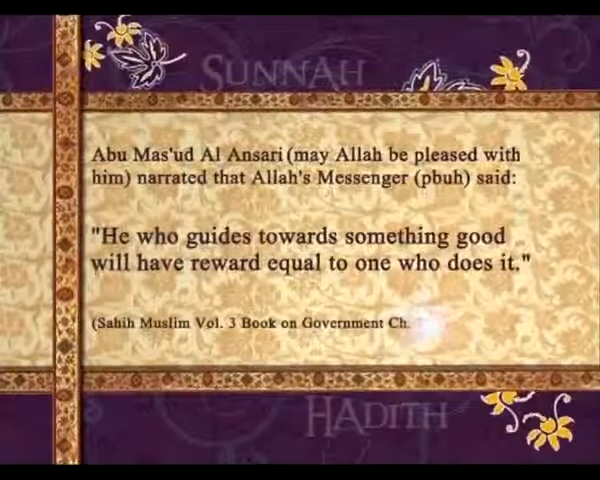 SUNNAH
Abu Mas'ud Al Ansari (may Allah be pleased with
him) narrated that Allah's Messenger (pbuh) said:
"He who guides towards something good
will have reward equal to one who does it."
(Sahih Muslim Vol. 3 Book on Government Ch.
HADITH